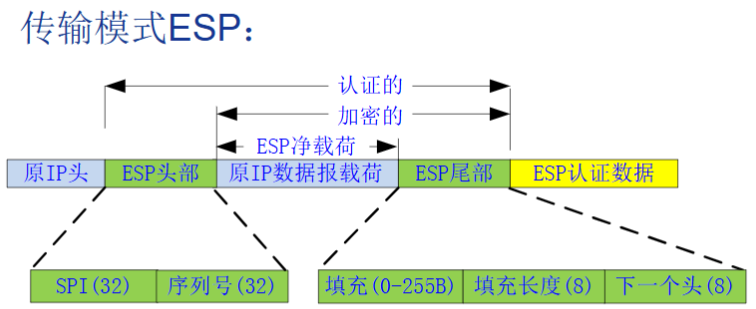 传输模式ESP：
认证的
加密的
ESP净载荷
原IP头 ESP头部 原IP数据报载荷 ESP尾部 ESP认证数据
SPI(32) 序列号(32) 填充(0-255B) 填充长度(8) 下一个头(8)